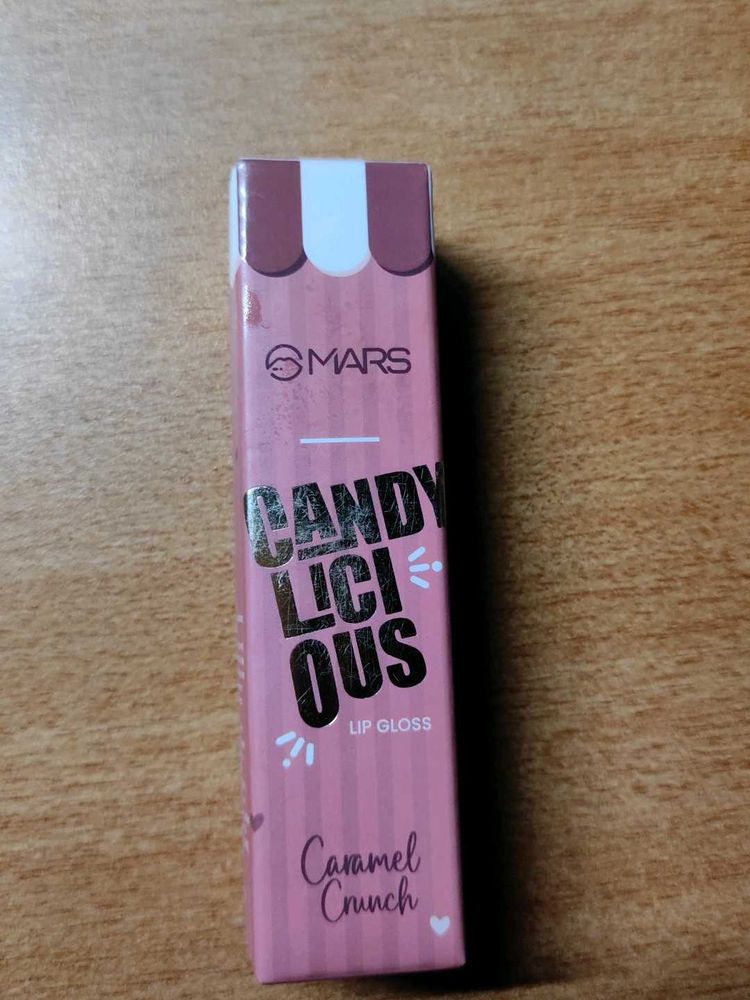 MARS
CANDY
LICI
OUS
LIP GLOSS
Caramel
Crunch